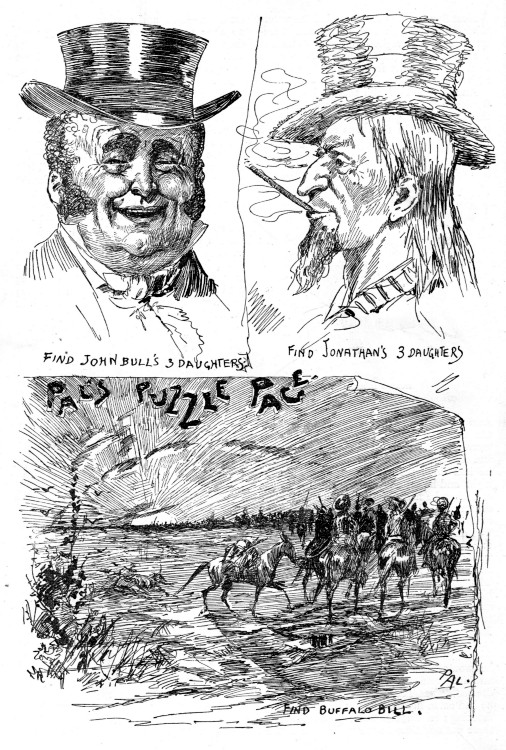 FIND JOHN BULL'S 3 DAUGHTERS.
FIND JONATHAN'S 3 DAUGHTERS
PAL'S PUZZLE PAGE.
PAL.
FIND BUFFALO BILL.